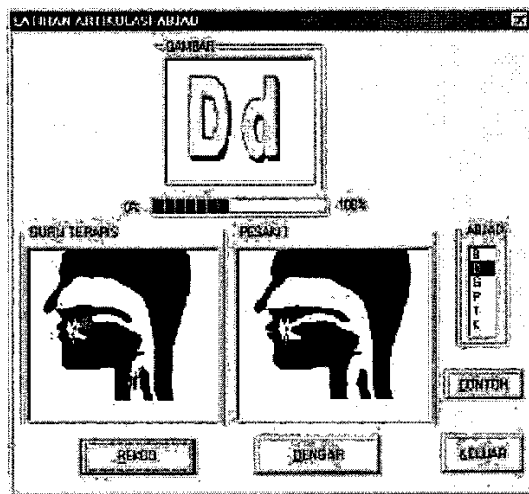 LATIHAN ARTIKULASI ABJAD
GAMBAR
Dd
0% 100%
GURU TERAPIS PESAKIT ABJAD
B
D
G
P
T
K
CONTOH
REKOD DENGAR KELUAR